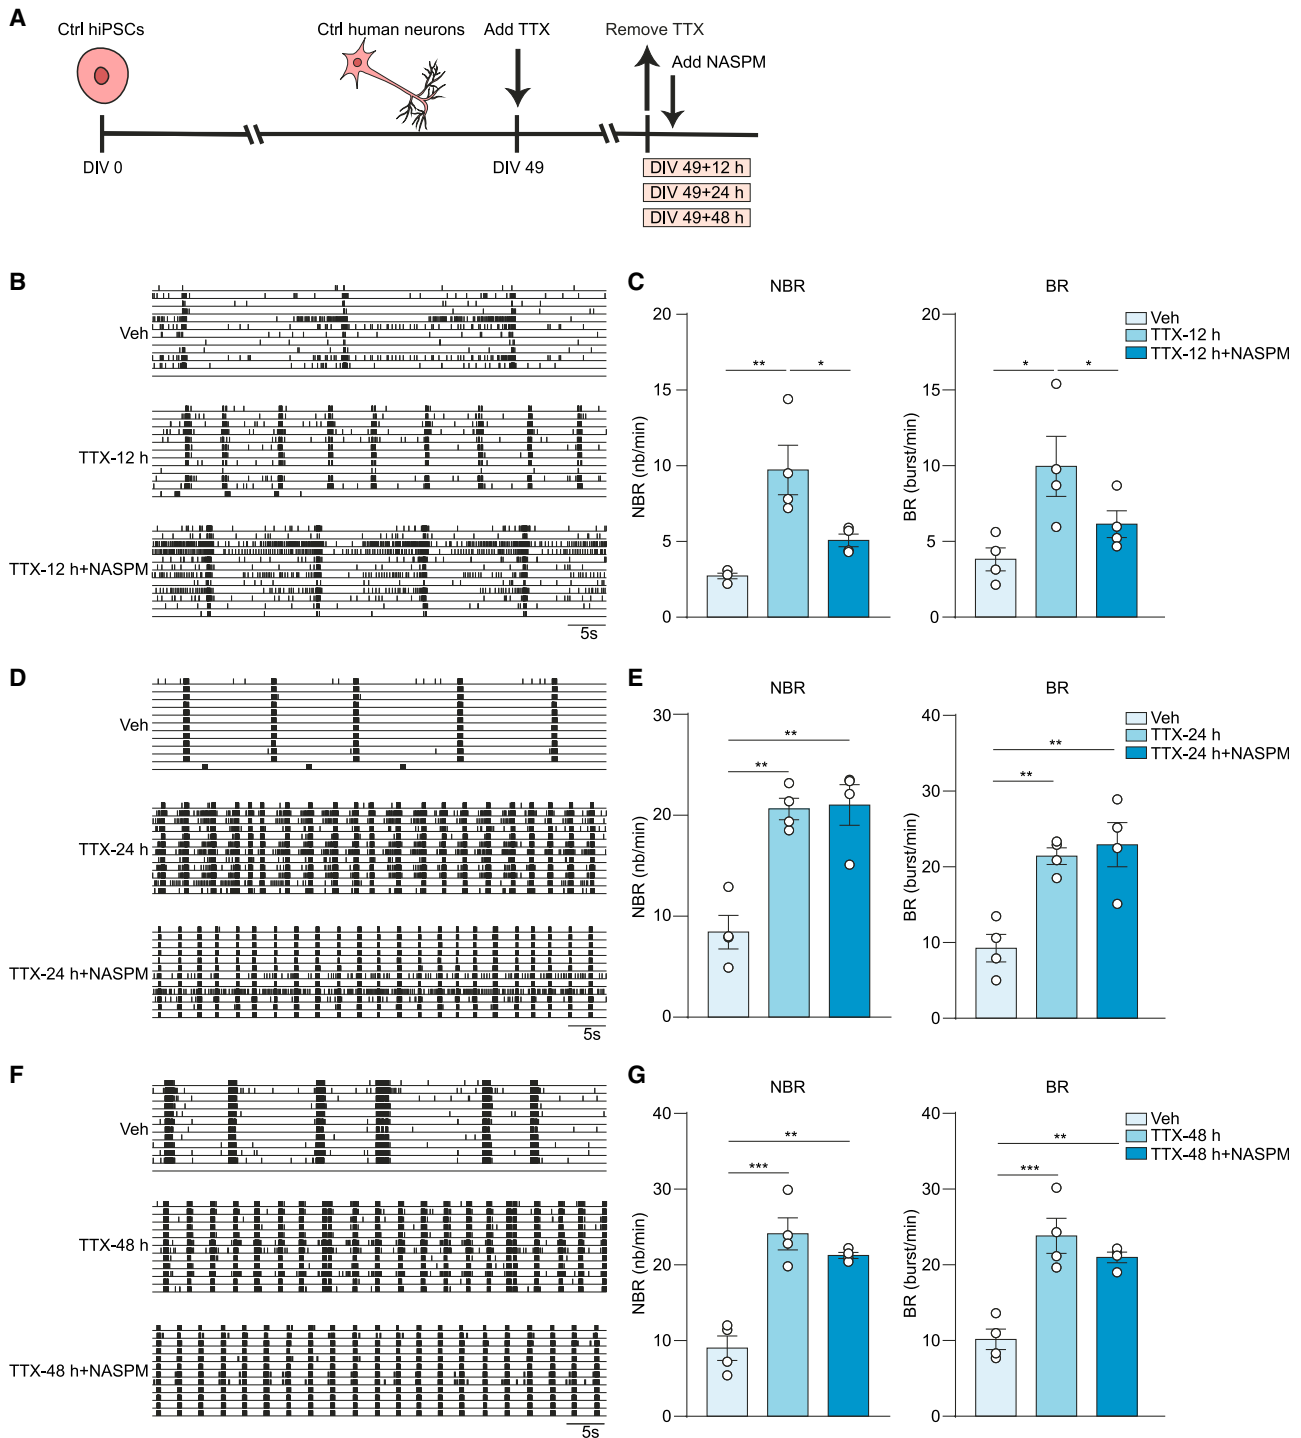 A
Ctrl hiPSCs
Ctrl human neurons
Add TTX
Remove TTX
Add NASPM
DIV 0
DIV 49
DIV 49+12 h
DIV 49+24 h
DIV 49+48 h
B
Veh
TTX-12 h
TTX-12 h+NASPM
5s
C
NBR
NBR (nb/min)
20
15
10
5
0
**
*
BR
BR (burst/min)
20
15
10
5
0
*
*
Veh
TTX-12 h
TTX-12 h+NASPM
D
Veh
TTX-24 h
TTX-24 h+NASPM
5s
E
NBR
NBR (nb/min)
30
20
10
0
**
**
BR
BR (burst/min)
40
30
20
10
0
**
**
Veh
TTX-24 h
TTX-24 h+NASPM
F
Veh
TTX-48 h
TTX-48 h+NASPM
5s
G
NBR
NBR (nb/min)
40
30
20
10
0
**
***
BR
BR (burst/min)
40
30
20
10
0
**
***
Veh
TTX-48 h
TTX-48 h+NASPM